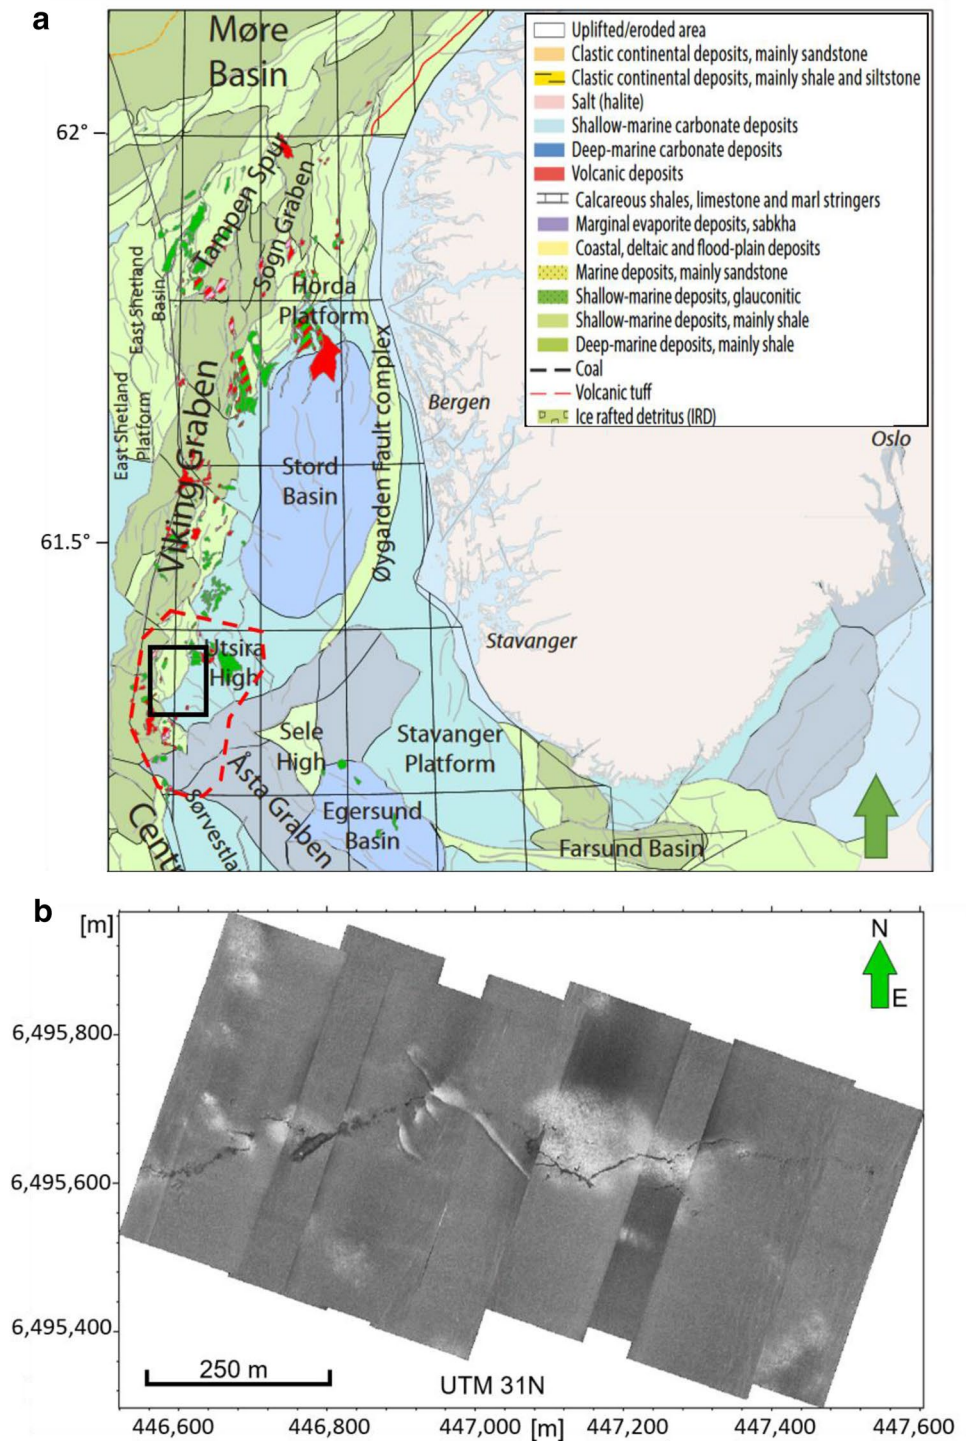 a
Møre
Basin
Uplifted/eroded area
Clastic continental deposits, mainly sandstone
Clastic continental deposits, mainly shale and siltstone
Salt (halite)
Shallow-marine carbonate deposits
Deep-marine carbonate deposits
Volcanic deposits
Calcareous shales, limestone and marl stringers
Marginal evaporite deposits, sabkha
Coastal, deltaic and flood-plain deposits
Marine deposits, mainly sandstone
Shallow-marine deposits, glauconitic
Shallow-marine deposits, mainly shale
Deep-marine deposits, mainly shale
Coal
Volcanic tuff
Ice rafted detritus (IRD)
62°
Tampen Spur
Sogn Graben
East Shetland
Basin
Horda
Platform
East Shetland
Platform
Viking Graben
Øygarden Fault complex
Bergen
Oslo
Stord
Basin
61.5°
Stavanger
Utsira
High
Sele
High
Stavanger
Platform
Åsta Graben
Egersund
Basin
Sørvestla
Centr
Farsund Basin
b
[m]
N
E
6,495,800
6,495,600
6,495,400
250 m
UTM 31N
446,600
446,800
447,000
[m]
447,200
447,400
447,600